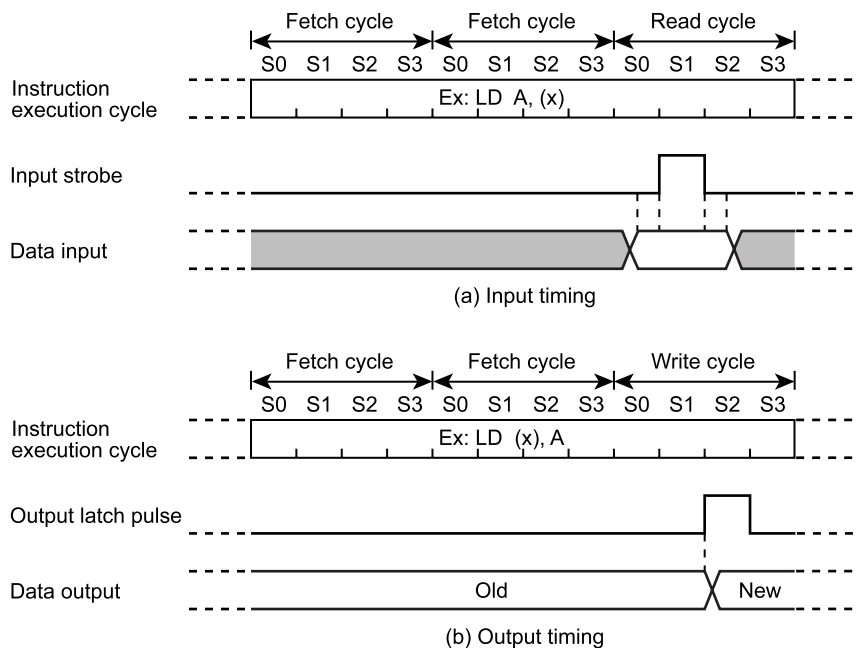 Fetch cycle Fetch cycle Read cycle
S0 S1 S2 S3 S0 S1 S2 S3 S0 S1 S2 S3
Instruction
execution cycle
Ex: LD A, (x)
Input strobe
Data input
(a) Input timing
Fetch cycle Fetch cycle Write cycle
S0 S1 S2 S3 S0 S1 S2 S3 S0 S1 S2 S3
Instruction
execution cycle
Ex: LD (x), A
Output latch pulse
Data output Old New
(b) Output timing